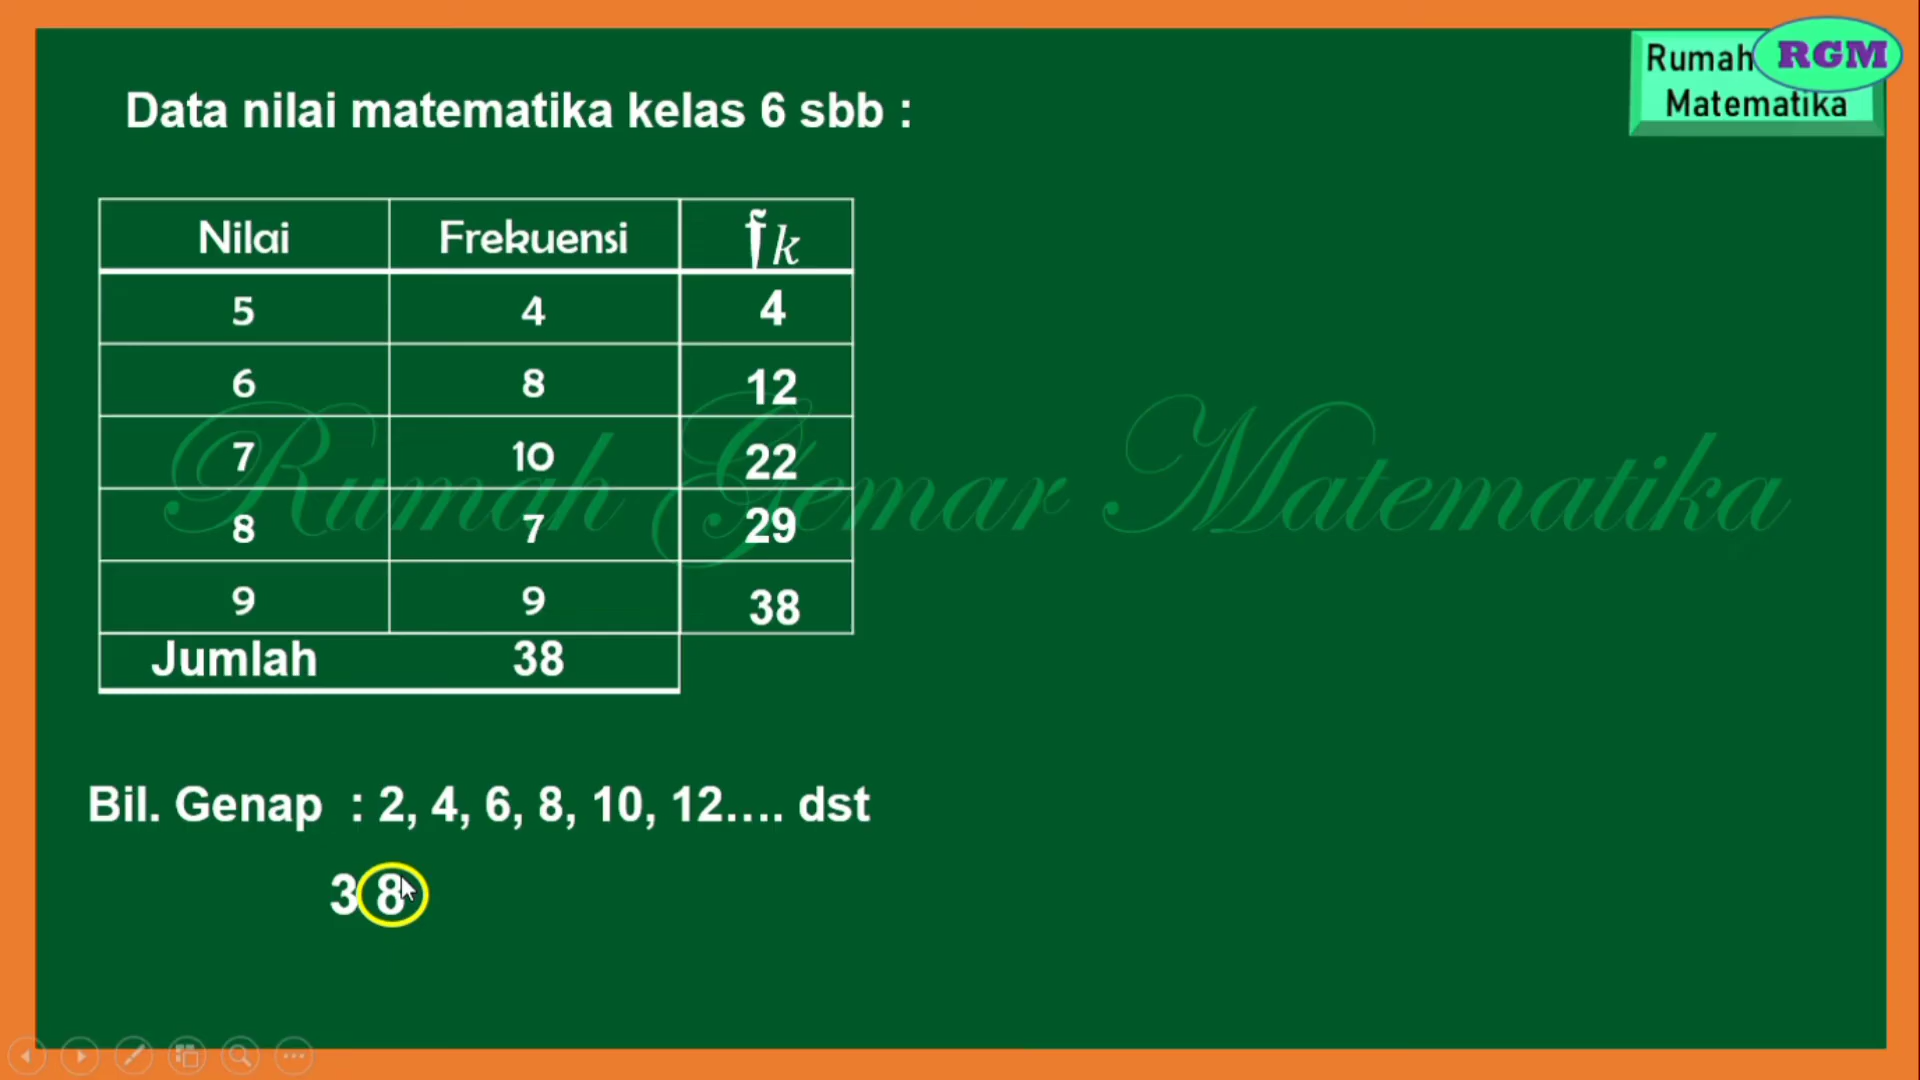 Rumah RGM
Matematika
Data nilai matematika kelas 6 sbb :
Nilai Frekuensi fk
5 4 4
6 8 12
7 10 22
8 7 29
9 9 38
Jumlah 38
Rumah Gemar Matematika
Bil. Genap : 2, 4, 6, 8, 10, 12.... dst
38